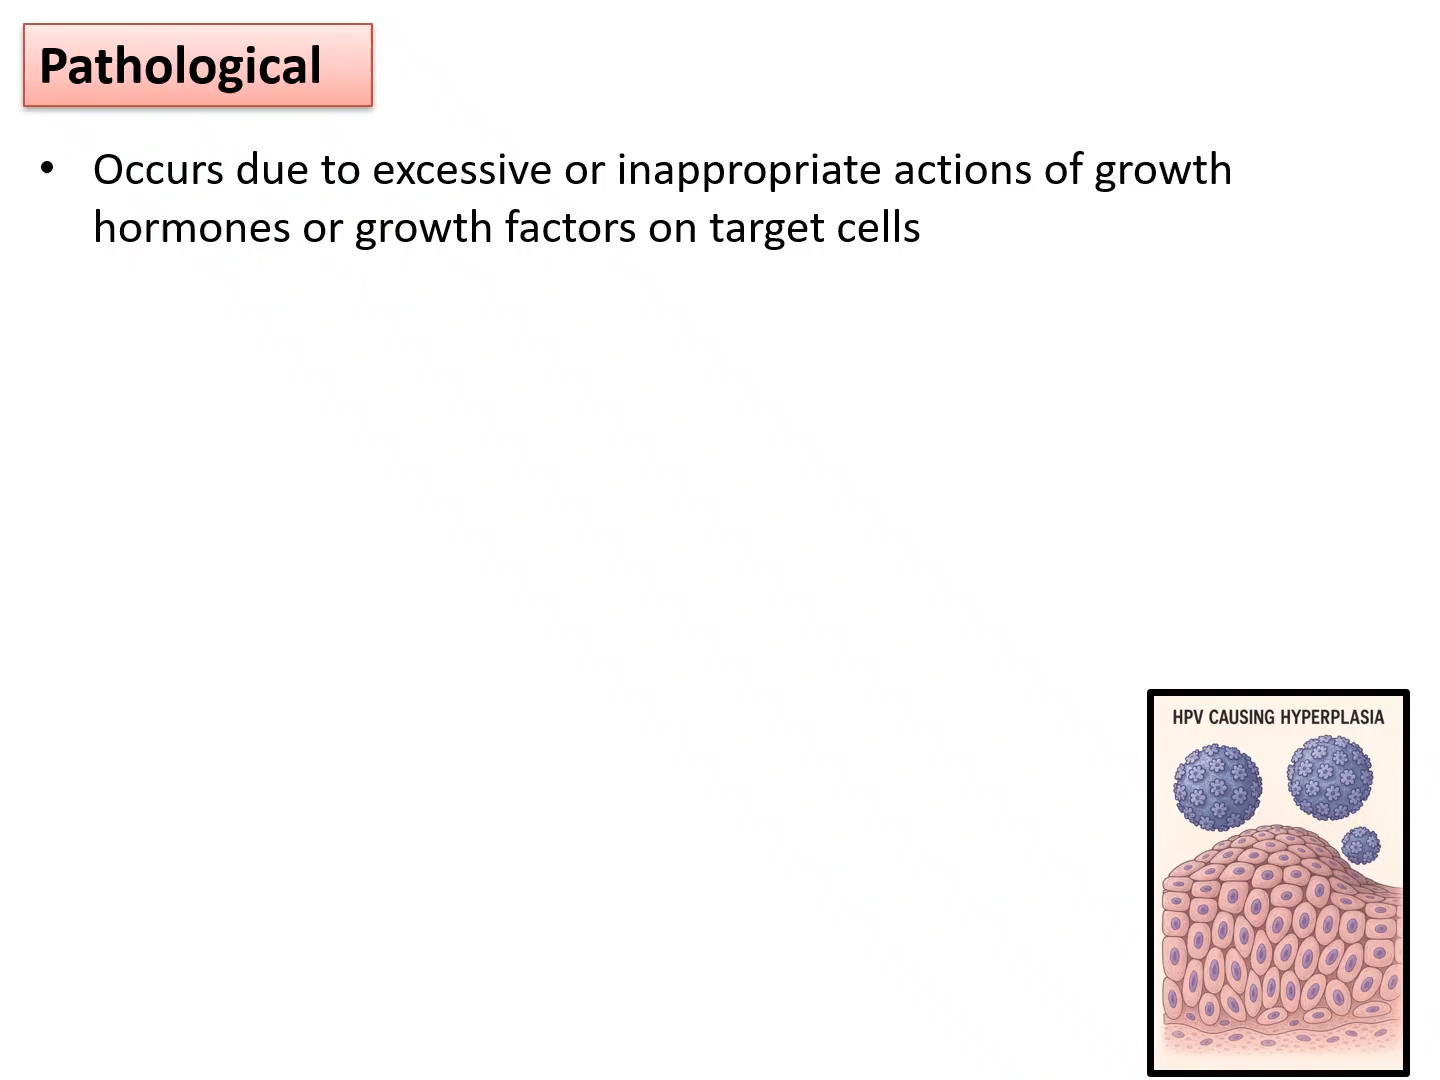 Pathological
• Occurs due to excessive or inappropriate actions of growth
hormones or growth factors on target cells
HPV CAUSING HYPERPLASIA